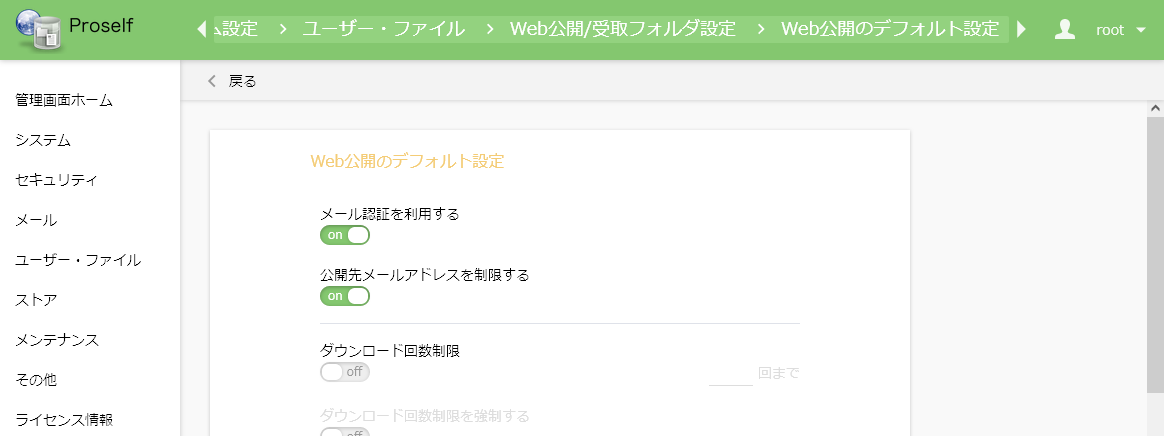 Proself
ム設定 > ユーザー・ファイル > Web公開/受取フォルダ設定 > Web公開のデフォルト設定
root
戻る
管理画面ホーム
システム
セキュリティ
メール
ユーザー・ファイル
ストア
メンテナンス
その他
ライセンス情報
Web公開のデフォルト設定
メール認証を利用する
on
公開先メールアドレスを制限する
on
ダウンロード回数制限
off
回まで
ダウンロード回数制限を強制する
off